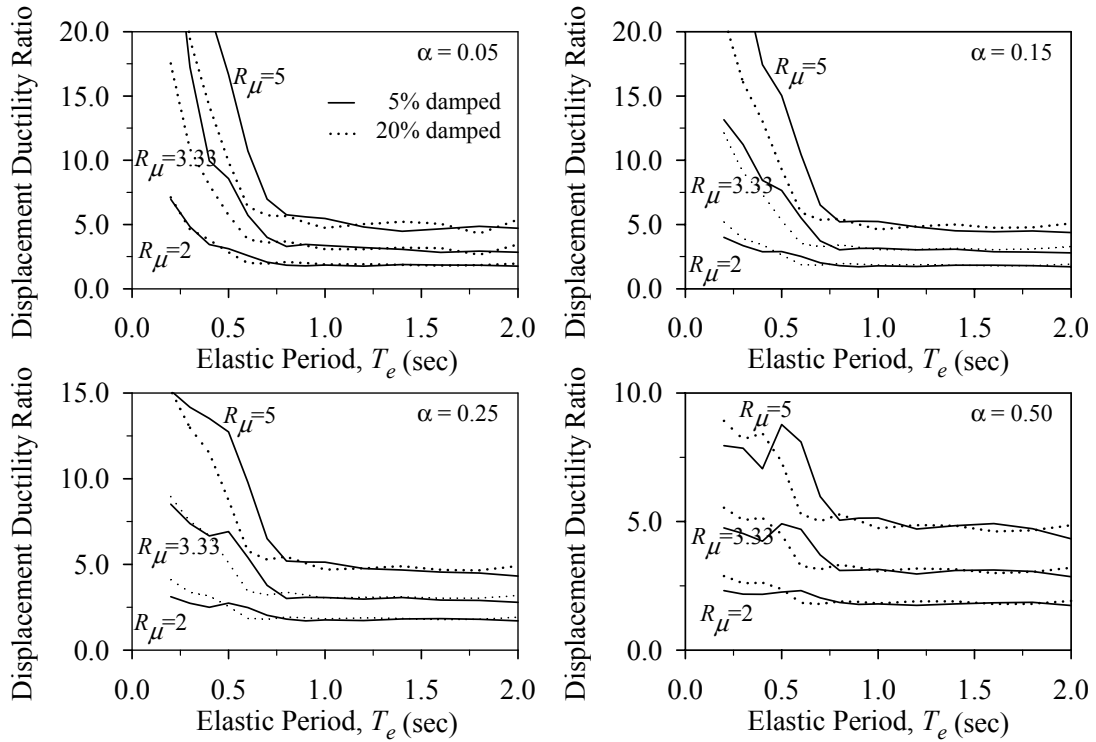 Displacement Ductility Ratio
20.0
15.0
10.0
5.0
0.0
α = 0.05
Rμ=5
5% damped
20% damped
Rμ=3.33
Rμ=2
0.0 0.5 1.0 1.5 2.0
Elastic Period, Te (sec)
Displacement Ductility Ratio
20.0
15.0
10.0
5.0
0.0
α = 0.15
Rμ=5
Rμ=3.33
Rμ=2
0.0 0.5 1.0 1.5 2.0
Elastic Period, Te (sec)
Displacement Ductility Ratio
15.0
10.0
5.0
0.0
α = 0.25
Rμ=5
Rμ=3.33
Rμ=2
0.0 0.5 1.0 1.5 2.0
Elastic Period, Te (sec)
Displacement Ductility Ratio
10.0
5.0
0.0
α = 0.50
Rμ=5
Rμ=3.33
Rμ=2
0.0 0.5 1.0 1.5 2.0
Elastic Period, Te (sec)